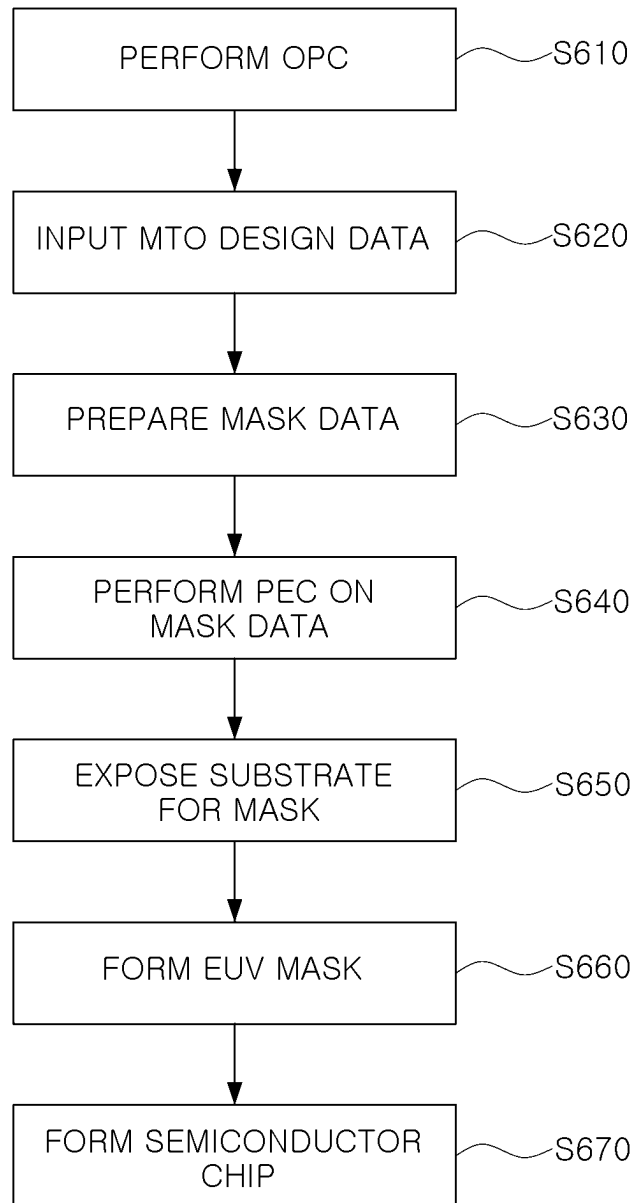 PERFORM OPC
S610
INPUT MTO DESIGN DATA
S620
PREPARE MASK DATA
S630
PERFORM PEC ON
MASK DATA
S640
EXPOSE SUBSTRATE
FOR MASK
S650
FORM EUV MASK
S660
FORM SEMICONDUCTOR
CHIP
S670